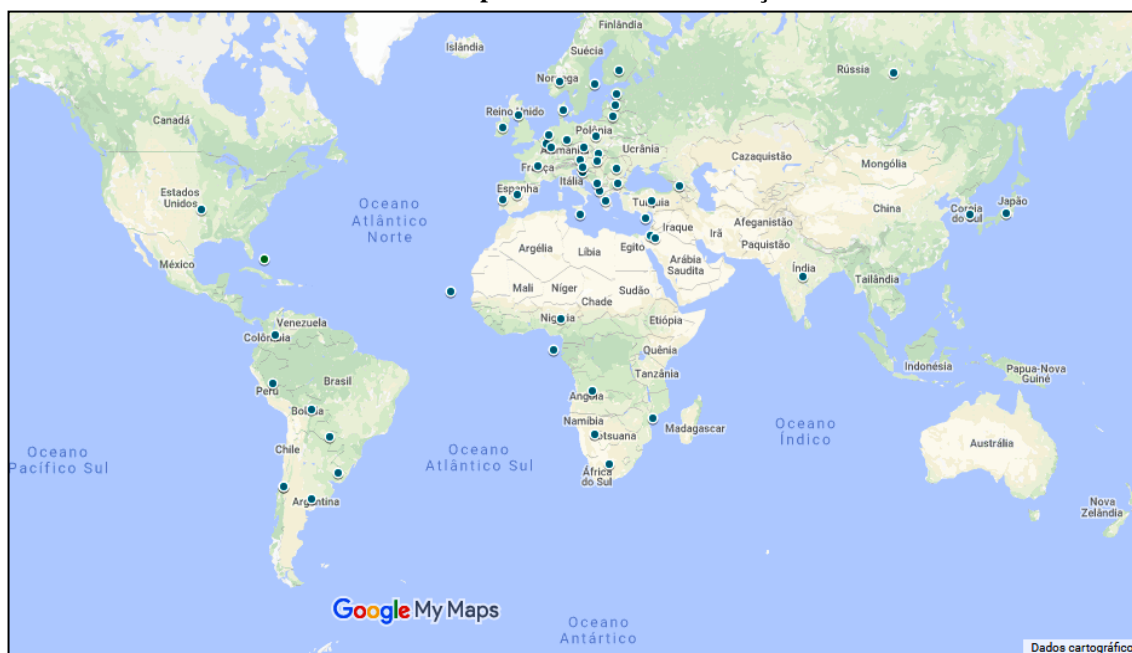 Islândia
Finlândia
Suécia
Noruega
Rússia
Canadá
Reino Unido
Polônia
Alemanha
Ucrânia
Cazaquistão
Mongólia
França
Itália
Estados
Unidos
Espanha
Turquia
Oceano
Atlântico
Norte
China
Coreia
do Sul
Japão
Afeganistão
Iraque
Irã
Paquistão
México
Argélia
Líbia
Egito
Arábia
Saudita
Índia
Tailândia
Mali
Níger
Chade
Sudão
Nigéria
Etiópia
Venezuela
Colômbia
Quênia
Tanzânia
Indonésia
Papua-Nova
Guiné
Brasil
Peru
Bolívia
Angola
Namíbia
Botsuana
Madagascar
Oceano
Índico
Oceano
Pacífico Sul
Chile
Oceano
Atlântico Sul
África
do Sul
Austrália
Argentina
Nova
Zelândia
Google My Maps
Oceano
Antártico
Dados cartográfico